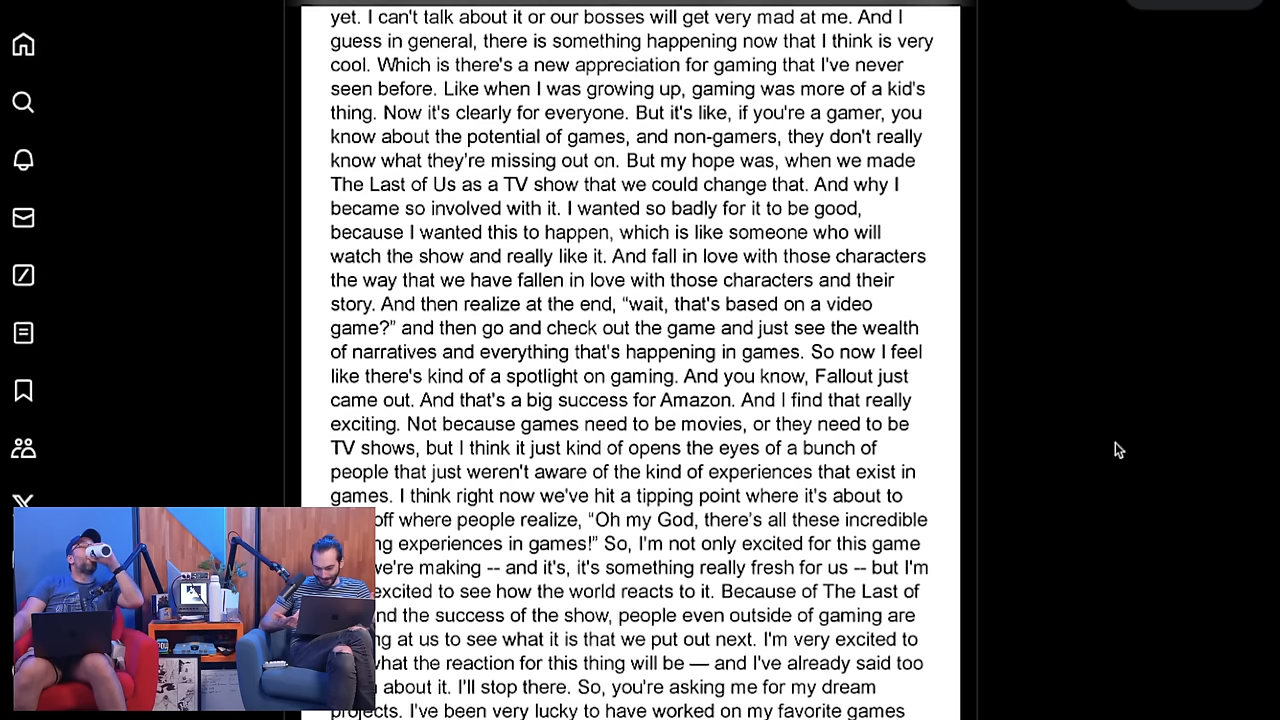 yet. I can't talk about it or our bosses will get very mad at me. And I
guess in general, there is something happening now that I think is very
cool. Which is there's a new appreciation for gaming that I've never
seen before. Like when I was growing up, gaming was more of a kid's
thing. Now it's clearly for everyone. But it's like, if you're a gamer, you
know about the potential of games, and non-gamers, they don't really
know what they're missing out on. But my hope was, when we made
The Last of Us as a TV show that we could change that. And why I
became so involved with it. I wanted so badly for it to be good,
because I wanted this to happen, which is like someone who will
watch the show and really like it. And fall in love with those characters
the way that we have fallen in love with those characters and their
story. And then realize at the end, “wait, that's based on a video
game?” and then go and check out the game and just see the wealth
of narratives and everything that's happening in games. So now I feel
like there's kind of a spotlight on gaming. And you know, Fallout just
came out. And that's a big success for Amazon. And I find that really
exciting. Not because games need to be movies, or they need to be
TV shows, but I think it just kind of opens the eyes of a bunch of
people that just weren't aware of the kind of experiences that exist in
games. I think right now we've hit a tipping point where it's about to
off where people realize, “Oh my God, there's all these incredible
ng experiences in games!” So, I'm not only excited for this game
we're making -- and it's, it's something really fresh for us -- but I'm
excited to see how the world reacts to it. Because of The Last of
nd the success of the show, people even outside of gaming are
ng at us to see what it is that we put out next. I'm very excited to
hat the reaction for this thing will be — and I've already said too
about it. I'll stop there. So, you're asking me for my dream
projects. I've been very lucky to have worked on my favorite games